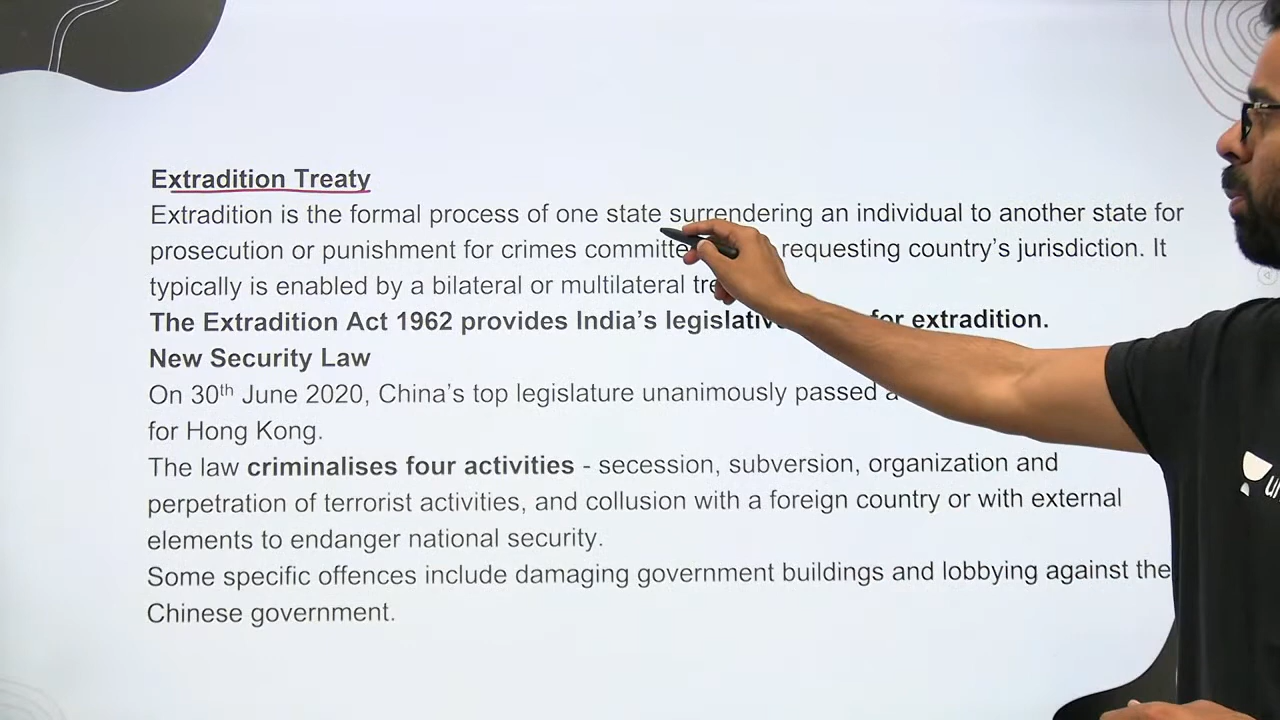 Extradition Treaty
Extradition is the formal process of one state surrendering an individual to another state for
prosecution or punishment for crimes requesting country's jurisdiction. It
typically is enabled by a bilateral or multilateral
The Extradition Act 1962 provides India's for extradition.
New Security Law
On 30th June 2020, China's top legislature unanimously passed
for Hong Kong.
The law criminalises four activities - secession, subversion, organization and
perpetration of terrorist activities, and collusion with a foreign country or with external
elements to endanger national security.
Some specific offences include damaging government buildings and lobbying against the
Chinese government.